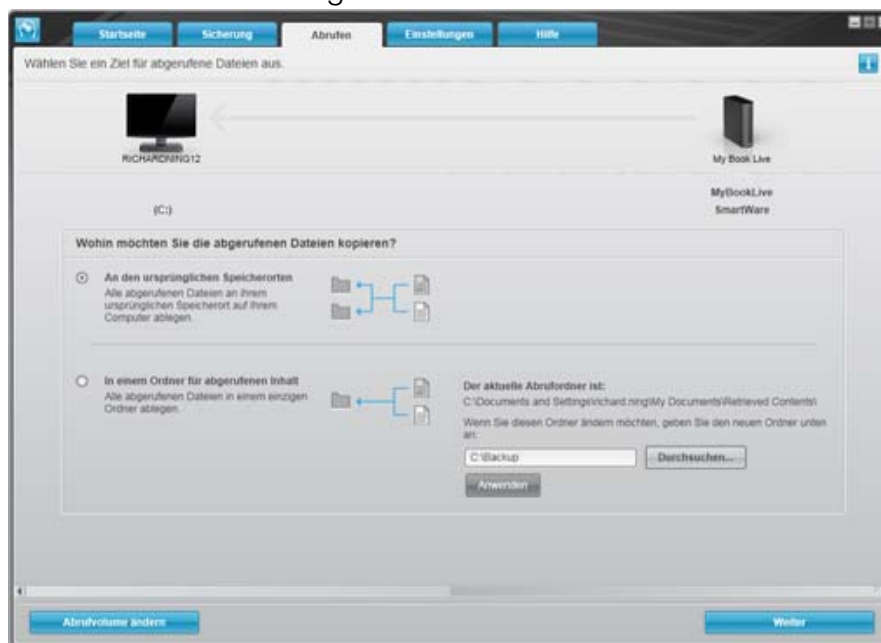 Startseite Sicherung Abrufen Einstellungen Hilfe
Wählen Sie ein Ziel für abgerufene Dateien aus.
RICHARDNING12
My Book Live
(C:)
MyBookLive
SmartWare
Wohin möchten Sie die abgerufenen Dateien kopieren?
An den ursprünglichen Speicherorten
Alle abgerufenen Dateien an ihrem
ursprünglichen Speicherort auf Ihrem
Computer ablegen.
In einem Ordner für abgerufenen Inhalt
Alle abgerufenen Dateien in einem einzigen
Ordner ablegen.
Der aktuelle Abrufordner ist:
C:\Documents and Settings\richard.ning\My Documents\Retrieved Contents\
Wenn Sie diesen Ordner ändern möchten, geben Sie den neuen Ordner unten
an:
C:\Backup
Durchsuchen...
Anwenden
Abrufvolume ändern
Weiter